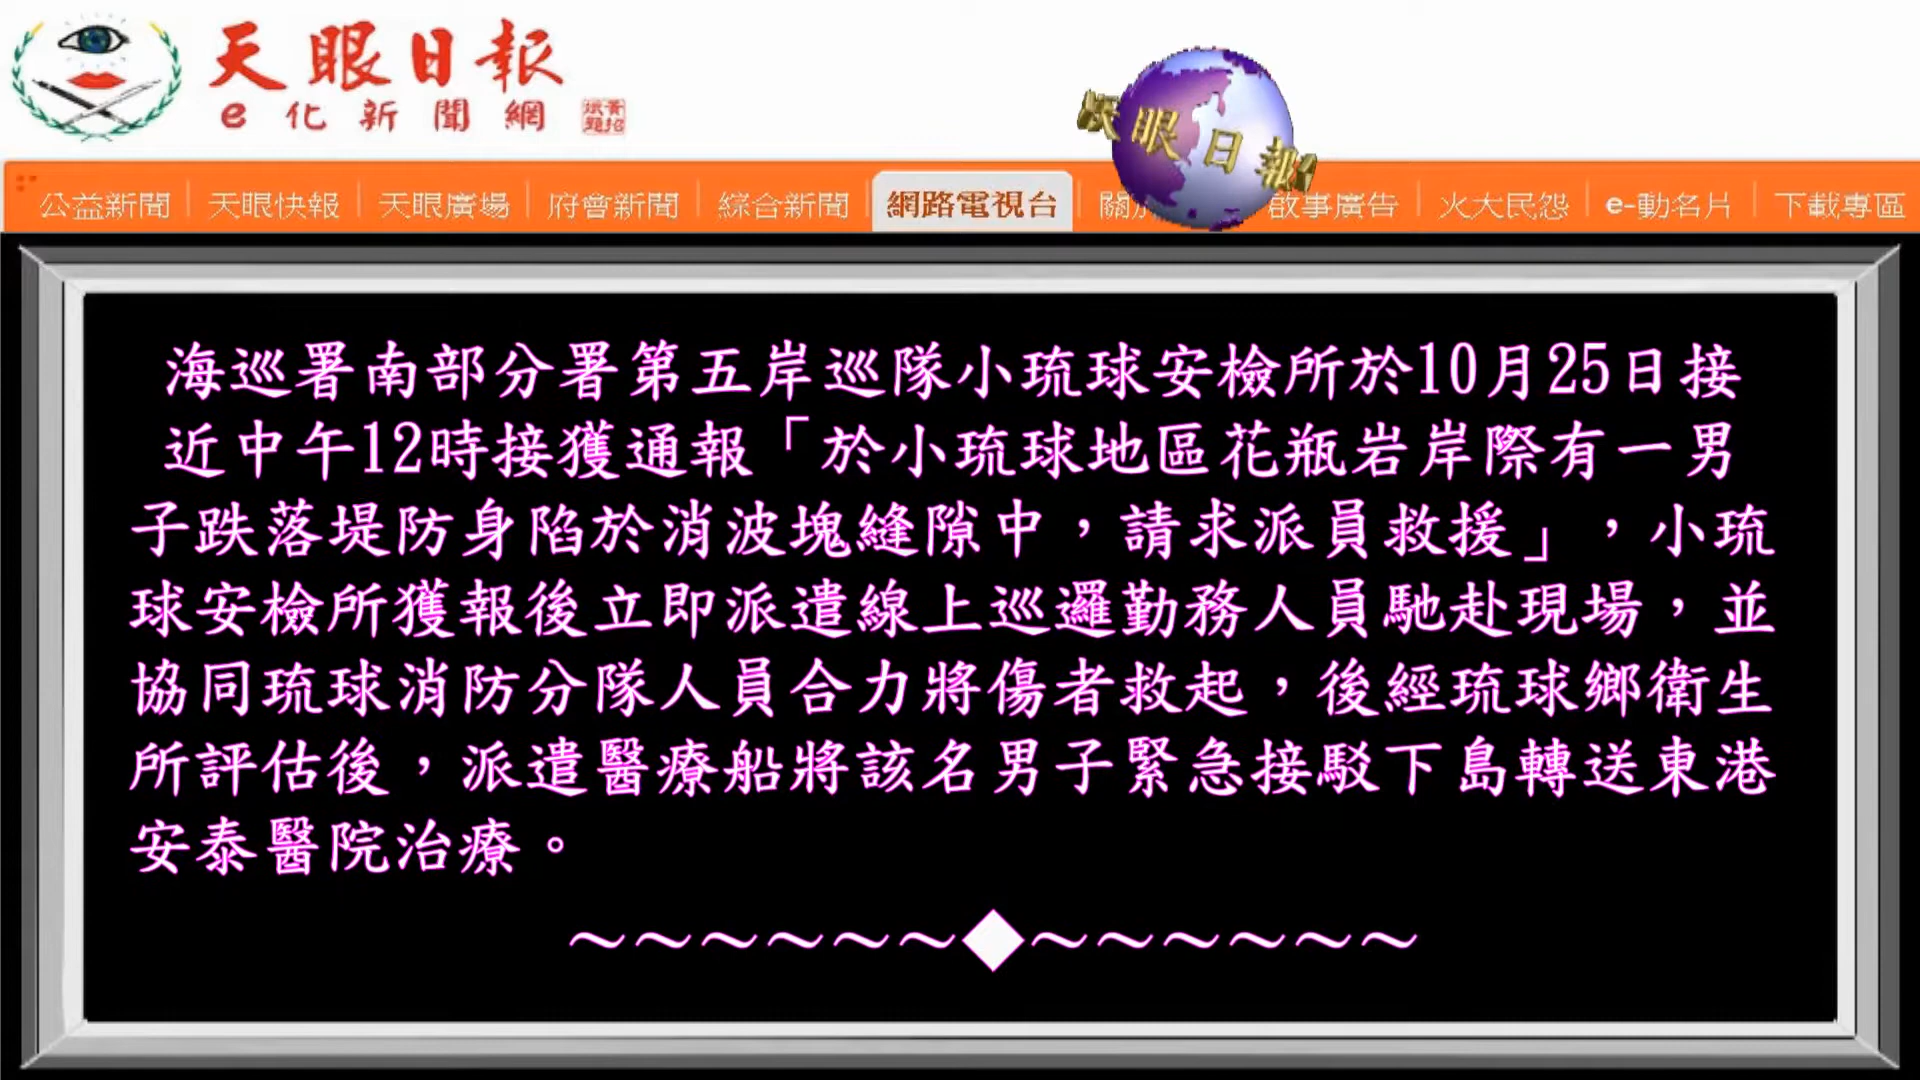 天眼日報
e化新聞網
天眼日報
公益新聞 天眼快報 天眼廣場 府會新聞 綜合新聞 網路電視台 啟事廣告 火大民怨 e-動名片 下載專區
海巡署南部分署第五岸巡隊小琉球安檢所於10月25日接
近中午12時接獲通報「於小琉球地區花瓶岩岸際有一男
子跌落堤防身陷於消波塊縫隙中，請求派員救援」，小琉
球安檢所獲報後立即派遣線上巡邏勤務人員馳赴現場，並
協同琉球消防分隊人員合力將傷者救起，後經琉球鄉衛生
所評估後，派遣醫療船將該名男子緊急接駁下島轉送東港
安泰醫院治療。
～～～～～～◆～～～～～～